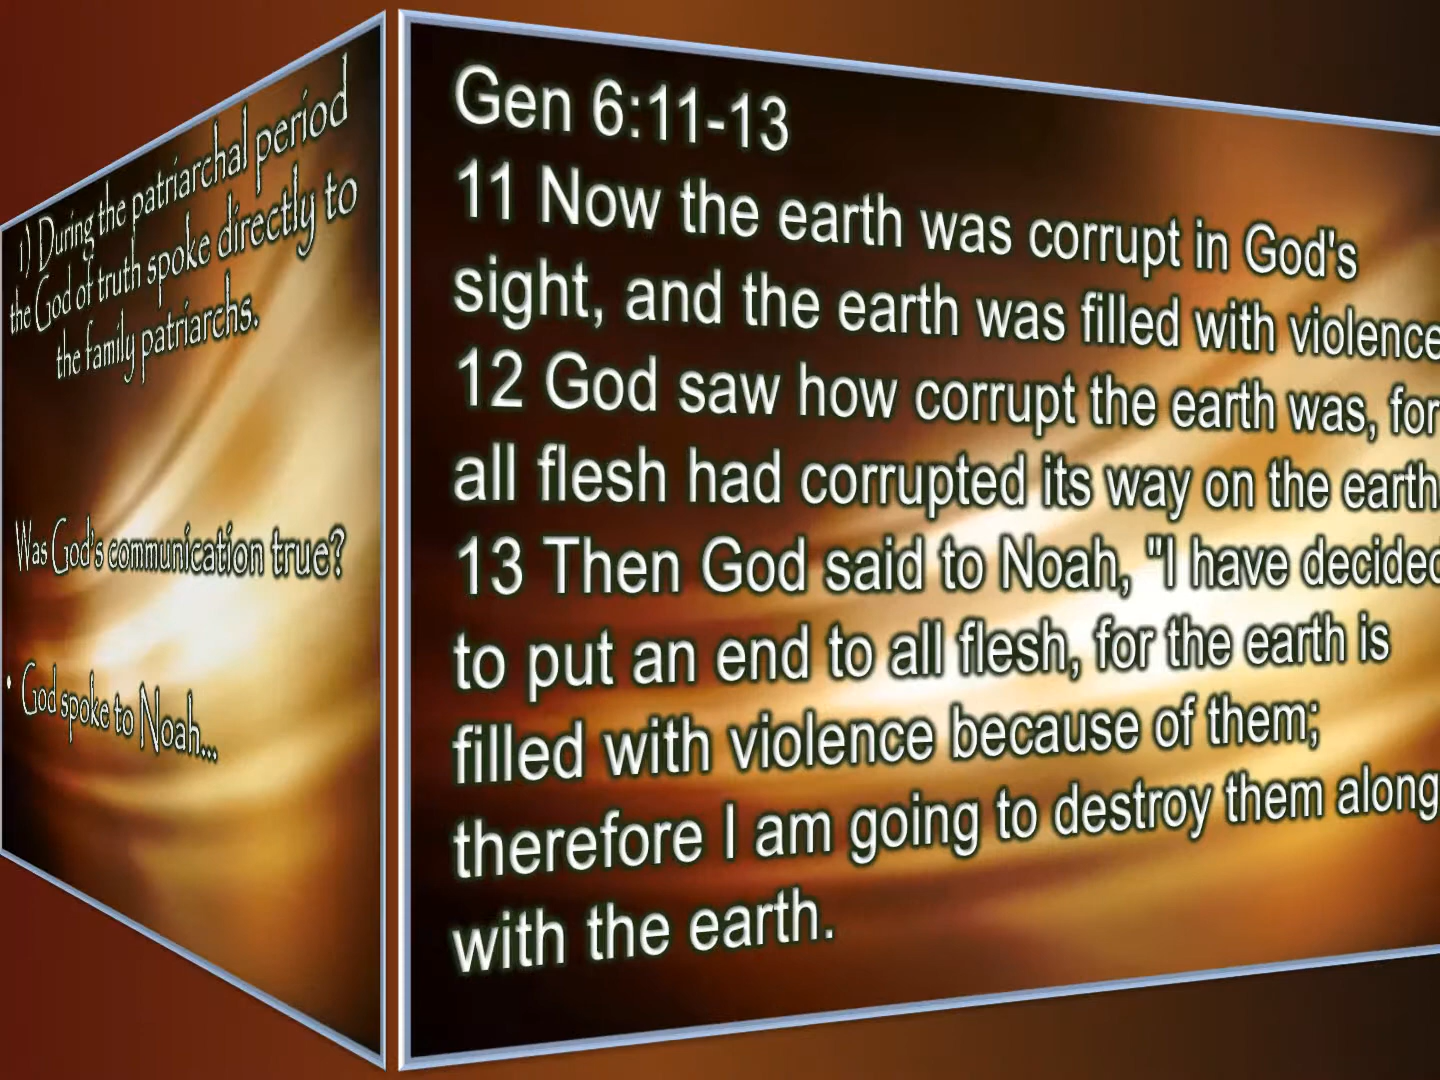 1) During the patriarchal period
the God of truth spoke directly to
the family patriarchs.
Was God's communication true?
• God spoke to Noah...
Gen 6:11-13
11 Now the earth was corrupt in God's
sight, and the earth was filled with violence
12 God saw how corrupt the earth was, for
all flesh had corrupted its way on the earth
13 Then God said to Noah, "I have decided
to put an end to all flesh, for the earth is
filled with violence because of them;
therefore I am going to destroy them along
with the earth.